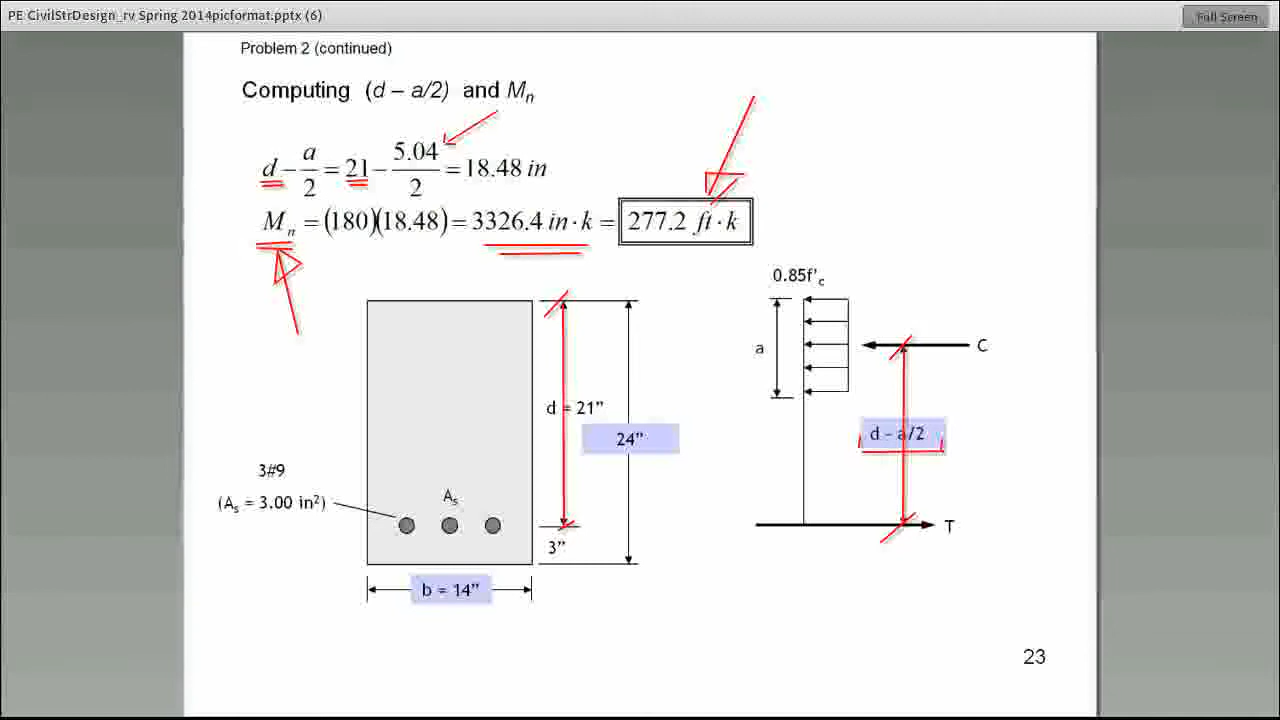 PE CivilStrDesign_rv Spring 2014picformat.pptx (6)
Full Screen
Problem 2 (continued)
Computing (d – a/2) and Mn
d – a/2 = 21 – 5.04/2 = 18.48 in
Mn = (180)(18.48) = 3326.4 in·k = 277.2 ft·k
0.85f'c
a
C
d = 21”
24”
d – a/2
3#9
(As = 3.00 in²)
As
T
3”
b = 14”
23